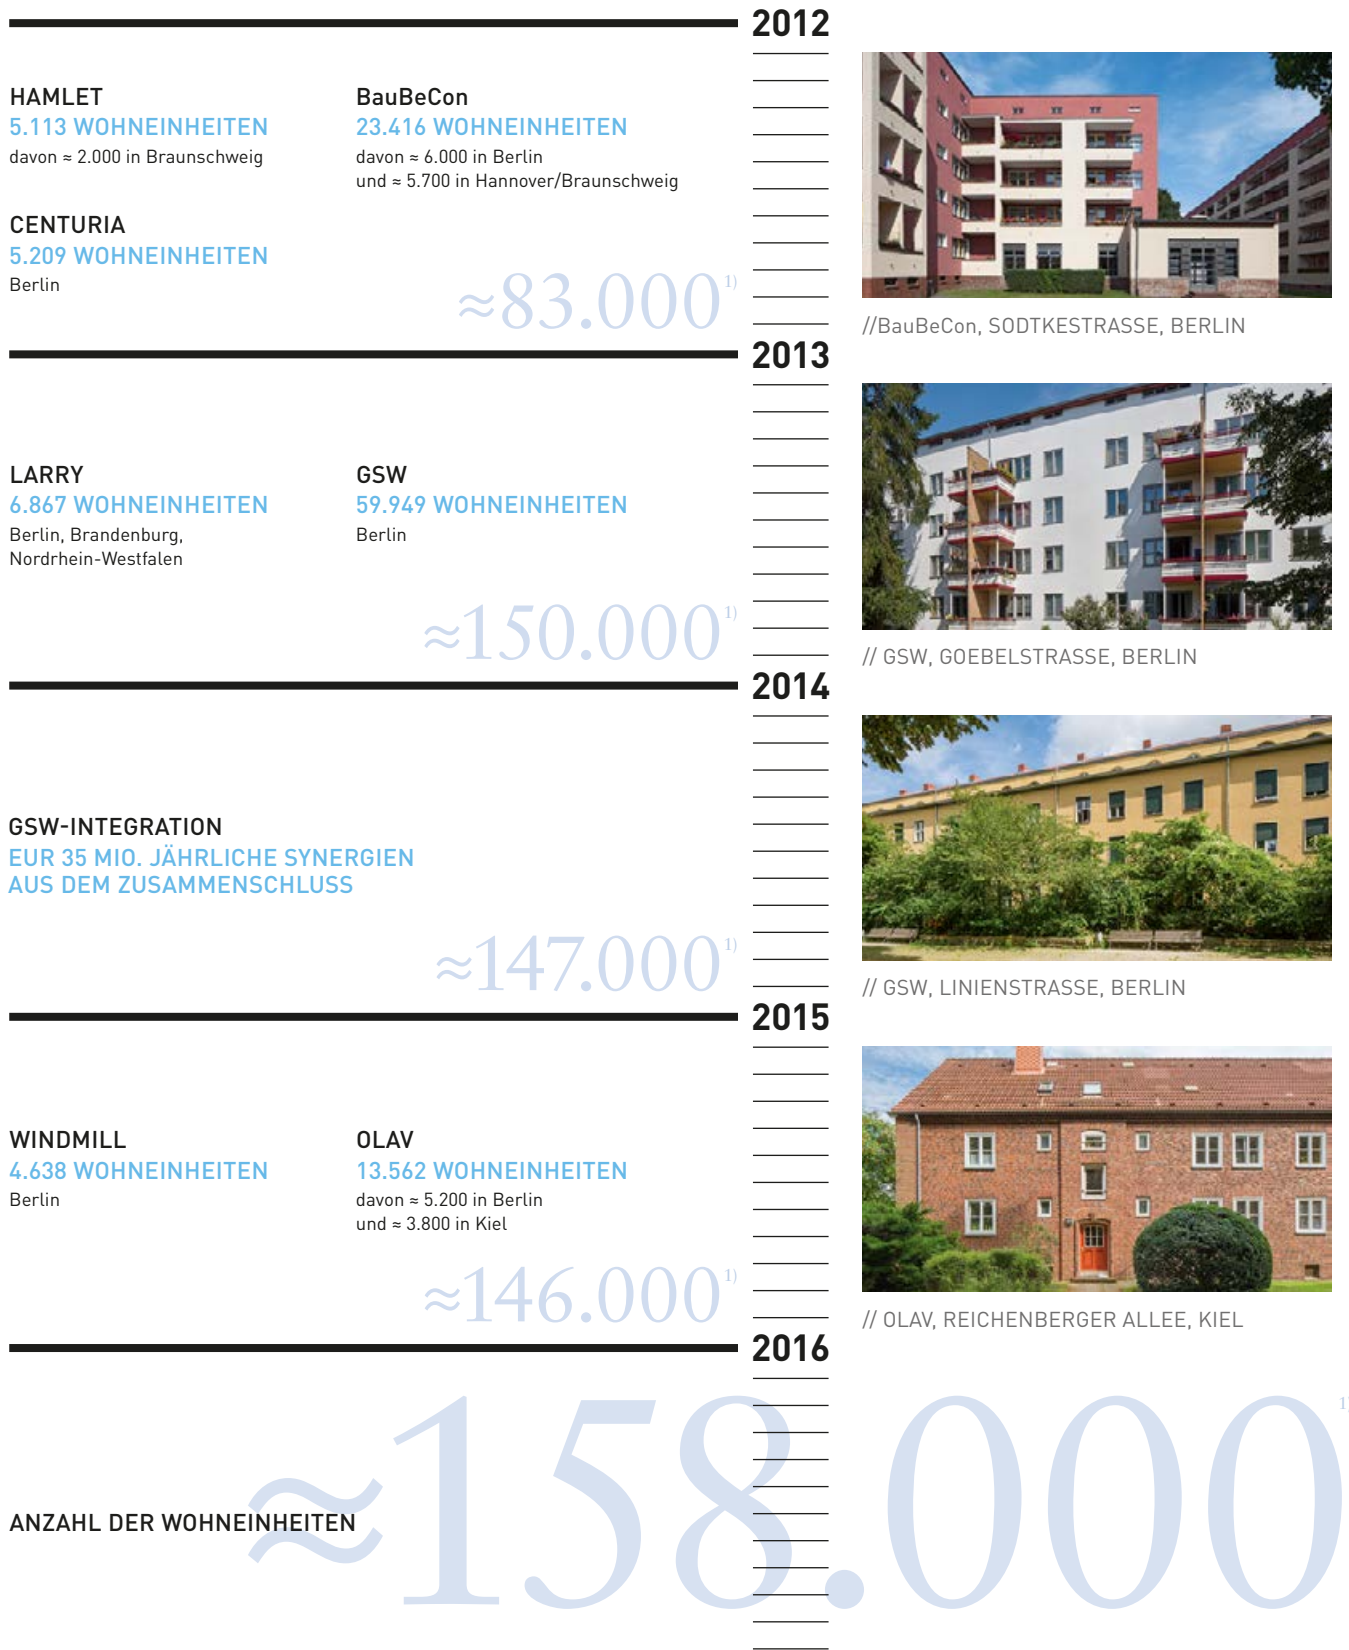 2012
HAMLET
5.113 WOHNEINHEITEN
davon ≈ 2.000 in Braunschweig
BauBeCon
23.416 WOHNEINHEITEN
davon ≈ 6.000 in Berlin
und ≈ 5.700 in Hannover/Braunschweig
CENTURIA
5.209 WOHNEINHEITEN
Berlin
≈83.000 1)
//BauBeCon, SODTKESTRASSE, BERLIN
2013
LARRY
6.867 WOHNEINHEITEN
Berlin, Brandenburg,
Nordrhein-Westfalen
GSW
59.949 WOHNEINHEITEN
Berlin
≈150.000 1)
// GSW, GOEBELSTRASSE, BERLIN
2014
GSW-INTEGRATION
EUR 35 MIO. JÄHRLICHE SYNERGIEN
AUS DEM ZUSAMMENSCHLUSS
≈147.000 1)
// GSW, LINIENSTRASSE, BERLIN
2015
WINDMILL
4.638 WOHNEINHEITEN
Berlin
OLAV
13.562 WOHNEINHEITEN
davon ≈ 5.200 in Berlin
und ≈ 3.800 in Kiel
≈146.000 1)
// OLAV, REICHENBERGER ALLEE, KIEL
2016
ANZAHL DER WOHNEINHEITEN
≈158.000 1)